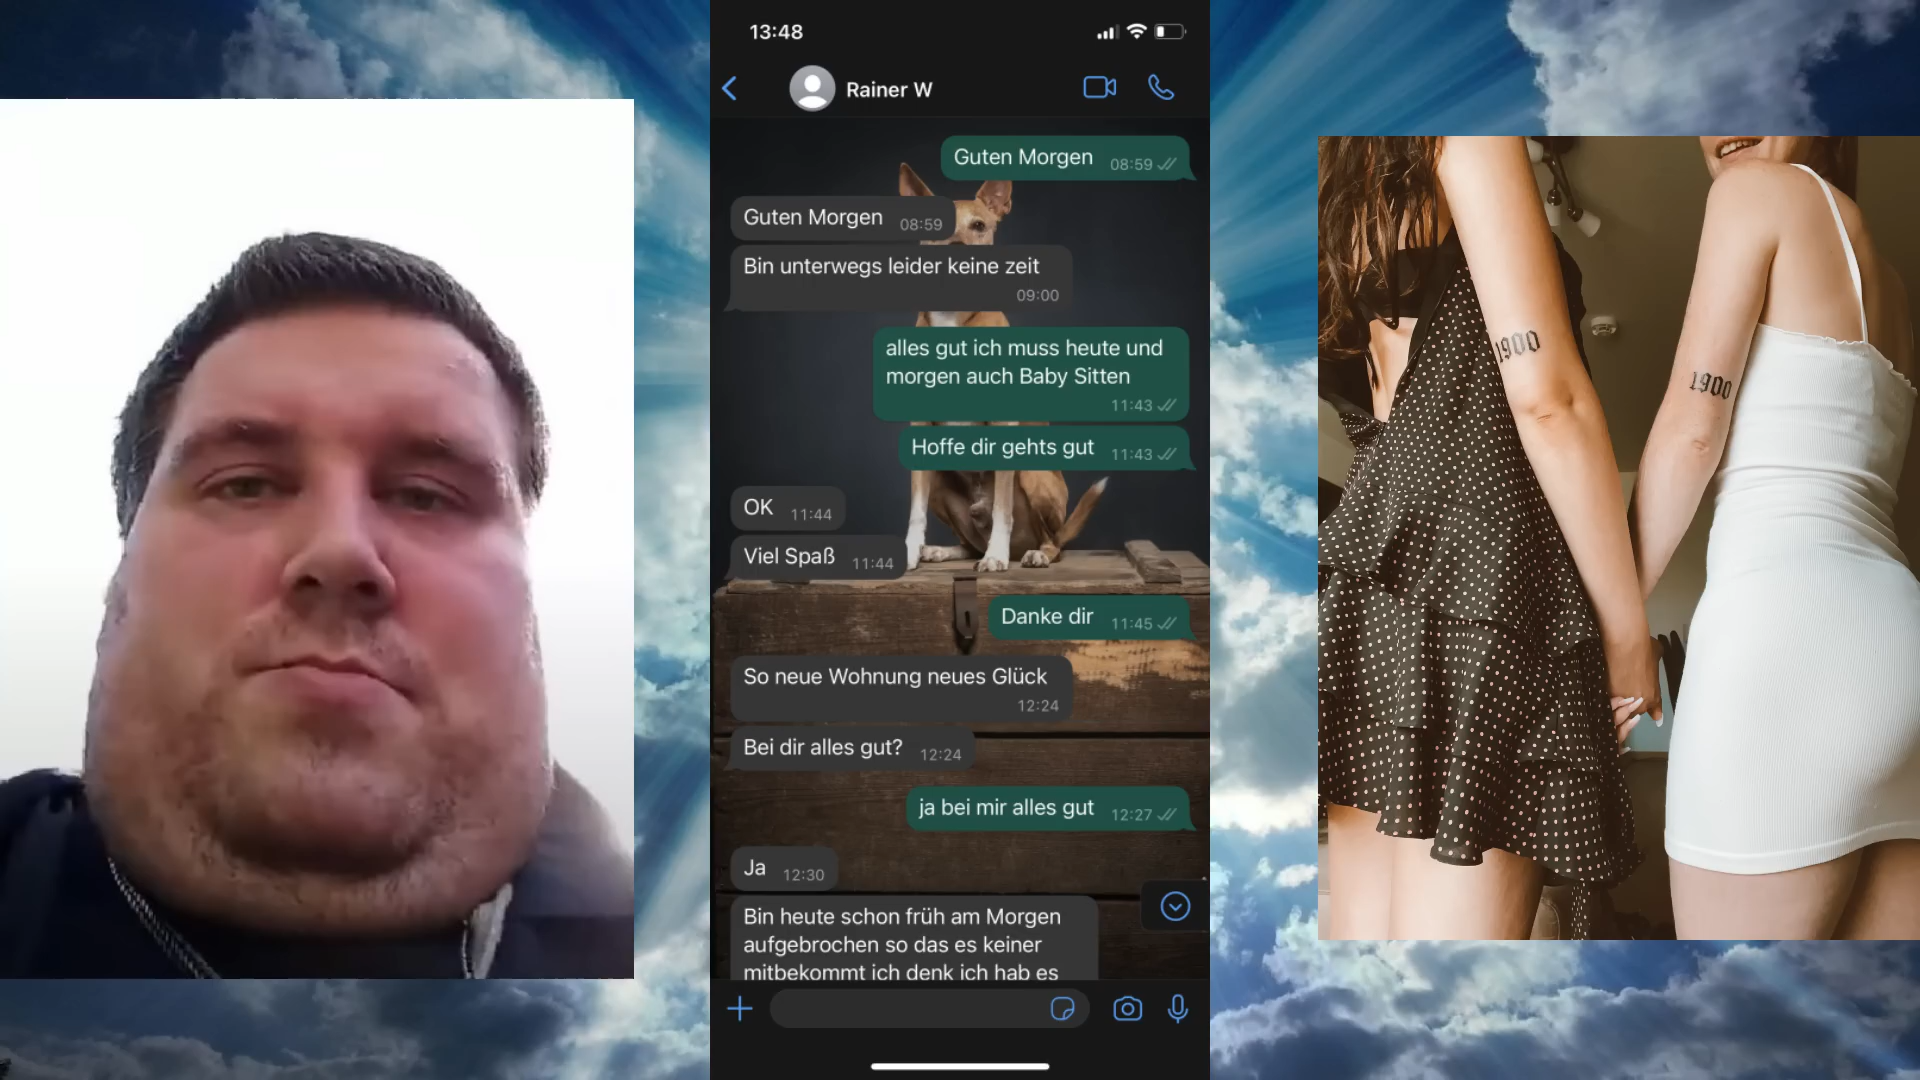 13:48
Rainer W
Guten Morgen 08:59
Guten Morgen 08:59
Bin unterwegs leider keine zeit
09:00
alles gut ich muss heute und
morgen auch Baby Sitten
11:43
Hoffe dir gehts gut 11:43
OK 11:44
Viel Spaß 11:44
Danke dir 11:45
So neue Wohnung neues Glück
12:24
Bei dir alles gut? 12:24
ja bei mir alles gut 12:27
Ja 12:30
Bin heute schon früh am Morgen
aufgebrochen so das es keiner
mitbekommt ich denk ich hab es
1900
1900